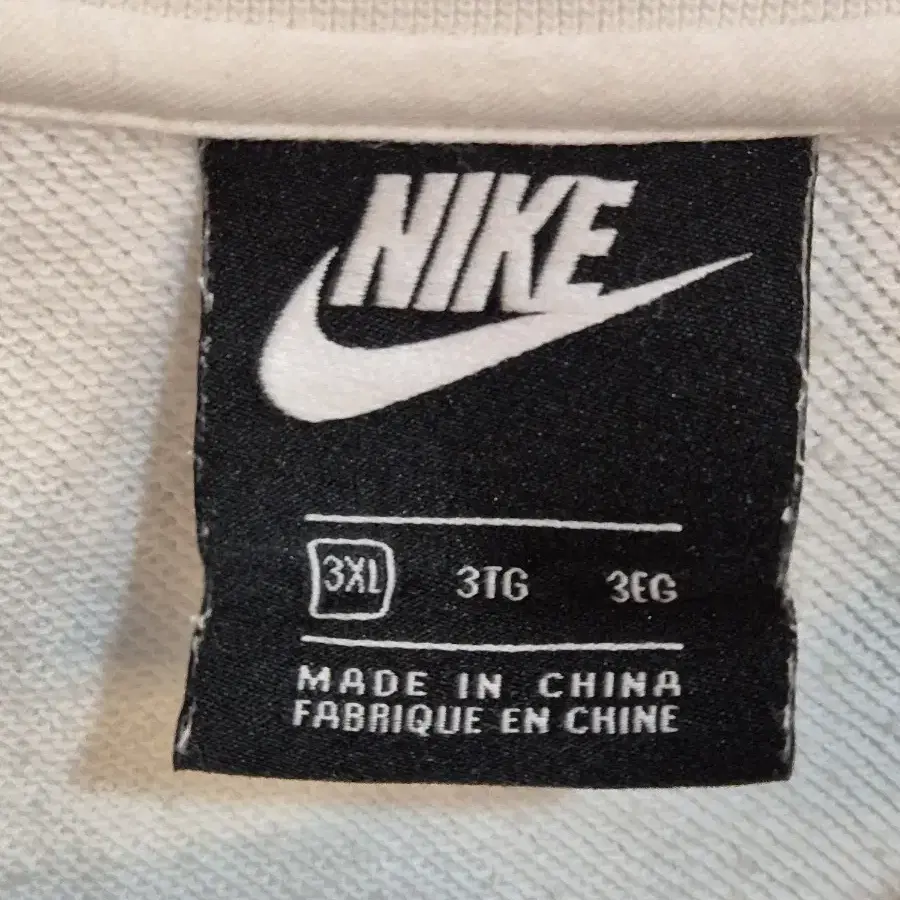 NIKE
3XL 3TG 3EG
MADE IN CHINA
FABRIQUE EN CHINE